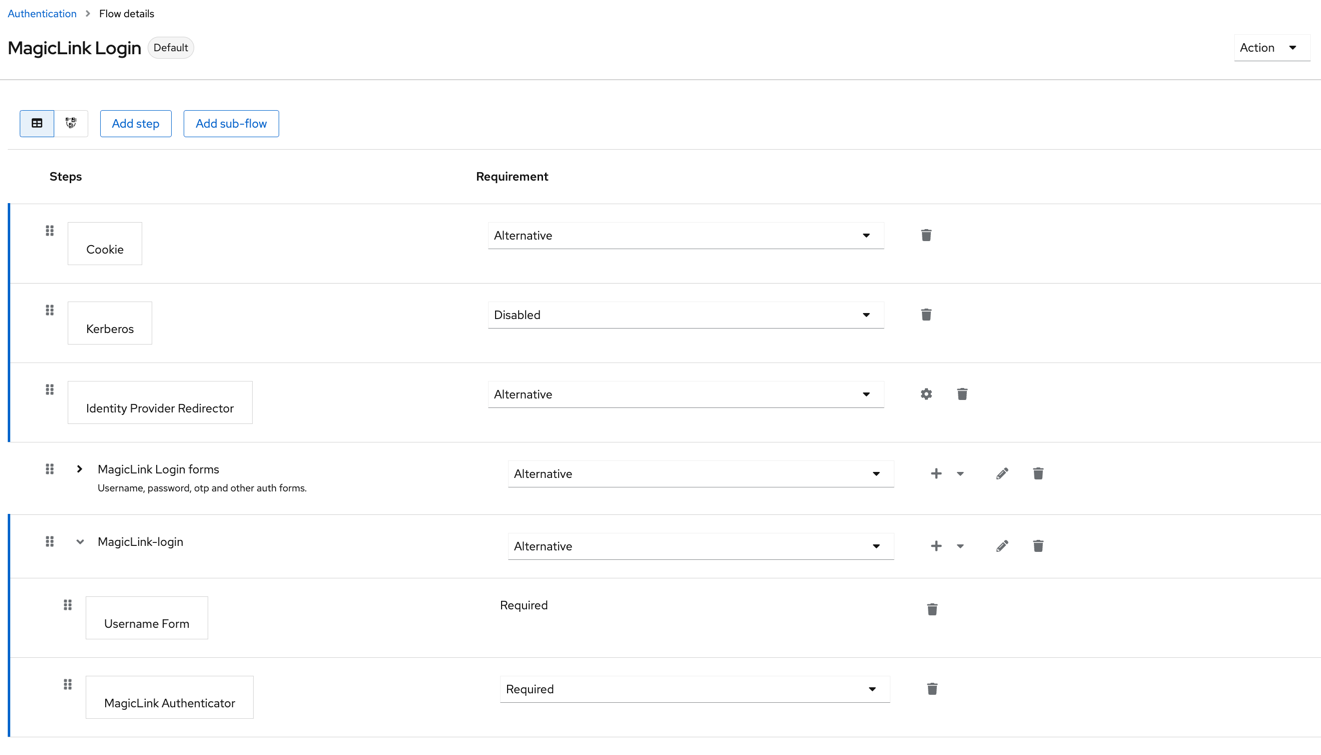 Authentication > Flow details
MagicLink Login Default
Action
Add step Add sub-flow
Steps Requirement
Cookie Alternative
Kerberos Disabled
Identity Provider Redirector Alternative
MagicLink Login forms Alternative
Username, password, otp and other auth forms.
MagicLink-login Alternative
Username Form Required
MagicLink Authenticator Required